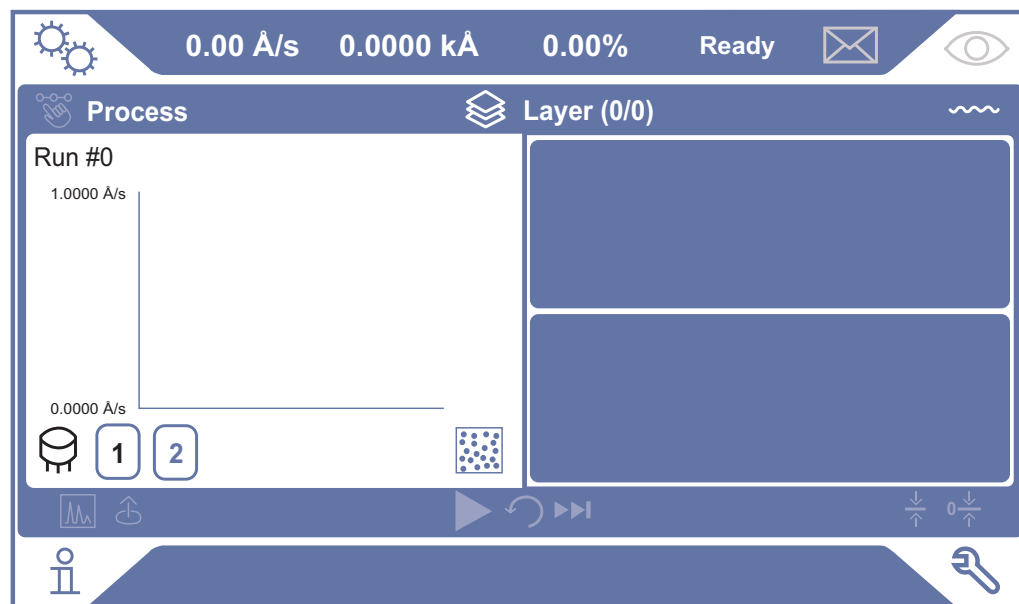 0.00 Å/s 0.0000 kÅ 0.00% Ready
Process Layer (0/0)
Run #0
1.0000 Å/s
0.0000 Å/s
1 2
0